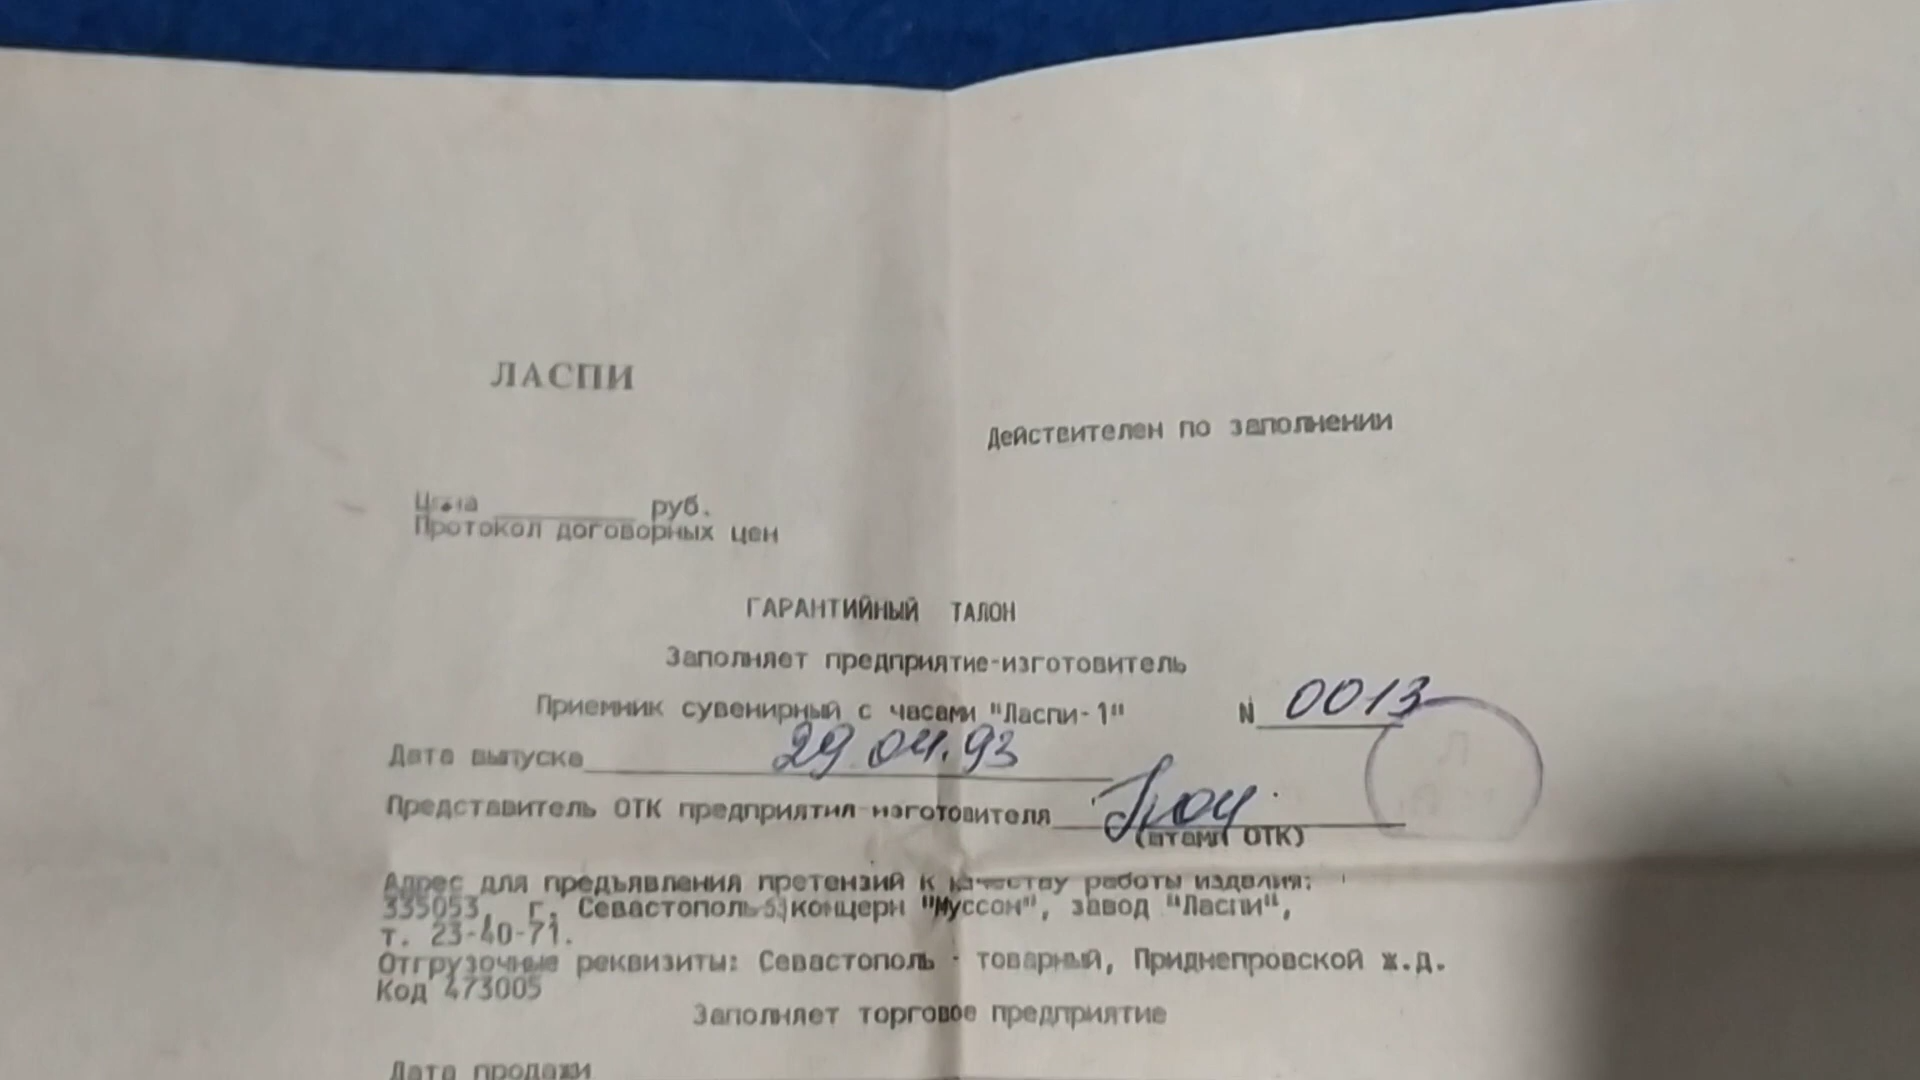 ЛАСПИ
Действителен по заполнении
Цена ________ руб.
Протокол договорных цен
ГАРАНТИЙНЫЙ ТАЛОН
Заполняет предприятие-изготовитель
Приемник сувенирный с часами "Ласпи-1" N 0013
Дата выпуска 29.04.93
Представитель ОТК предприятия-изготовителя
(штамп ОТК)
Адрес для предъявления претензий к качеству работы изделия:
335053, г. Севастополь-53, концерн "Муссон", завод "Ласпи",
т. 23-40-71.
Отгрузочные реквизиты: Севастополь - товарный, Приднепровской ж.д.
Код 473005
Заполняет торговое предприятие
Дата продажи